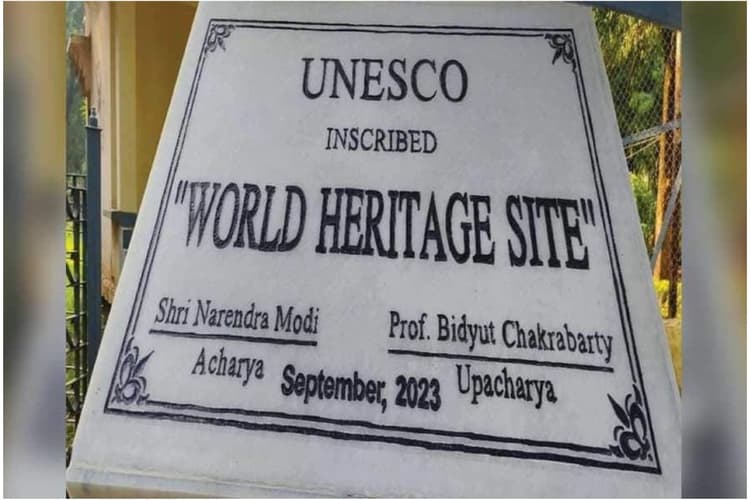 UNESCO
INSCRIBED
"WORLD HERITAGE SITE"
Shri Narendra Modi
Acharya
Prof. Bidyut Chakrabarty
Upacharya
September, 2023